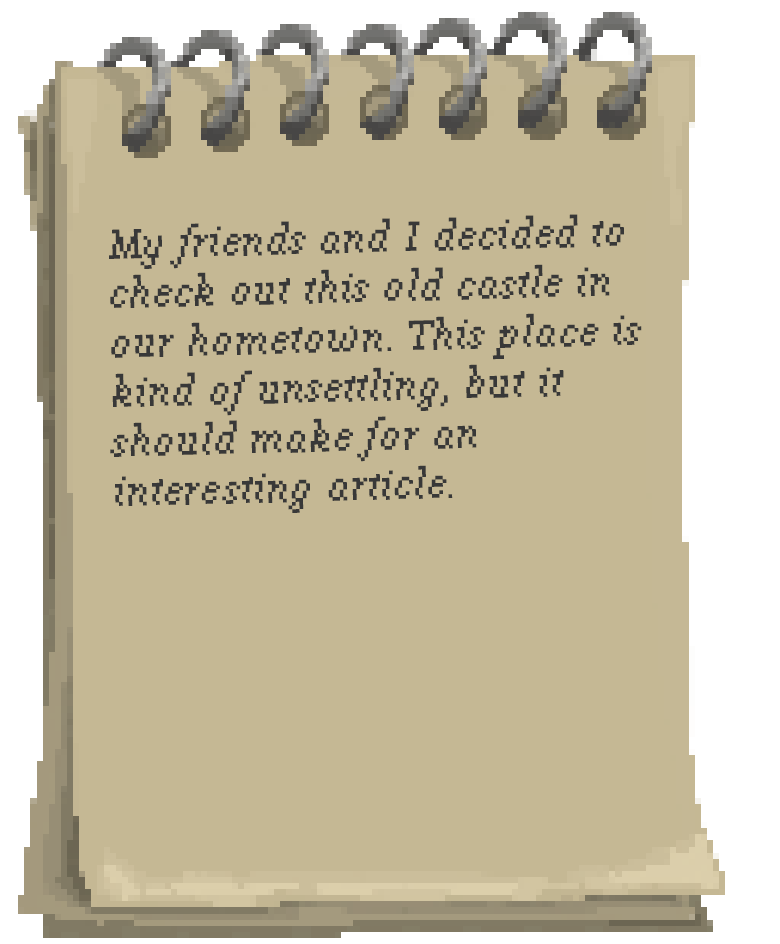 My friends and I decided to
check out this old castle in
our hometown. This place is
kind of unsettling, but it
should make for an
interesting article.